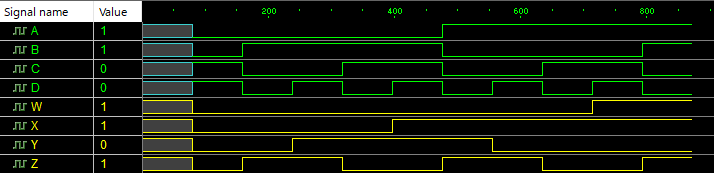 Signal name Value 200 400 600 800
A 1
B 1
C 0
D 0
W 1
X 1
Y 0
Z 1